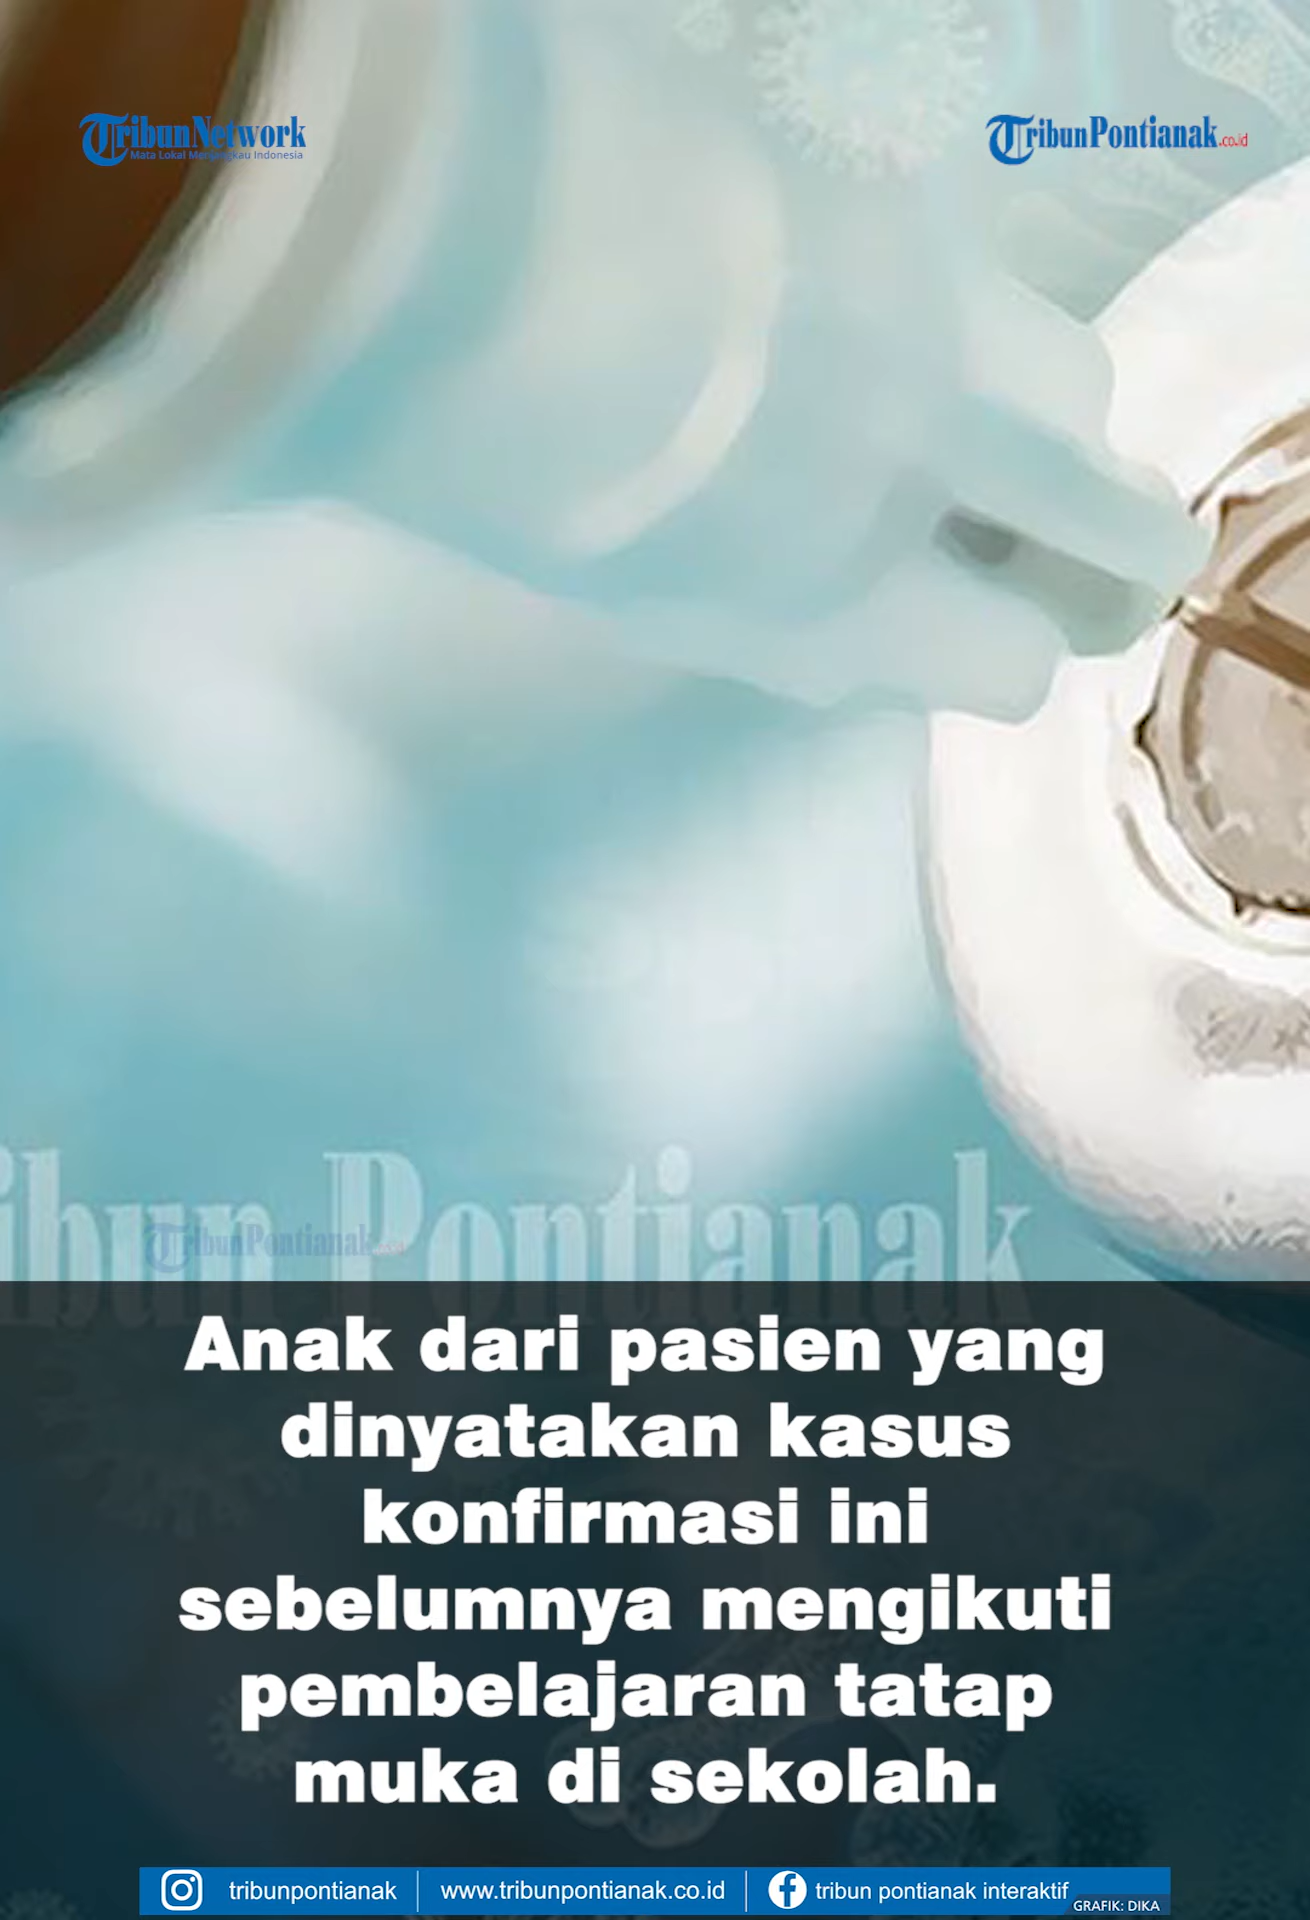 TribunNetwork
Mata Lokal Menjangkau Indonesia
TribunPontianak.co.id
ibun Pontianak
TribunPontianak.co.id
Anak dari pasien yang
dinyatakan kasus
konfirmasi ini
sebelumnya mengikuti
pembelajaran tatap
muka di sekolah.
tribunpontianak
www.tribunpontianak.co.id
tribun pontianak interaktif
GRAFIK: DIKA